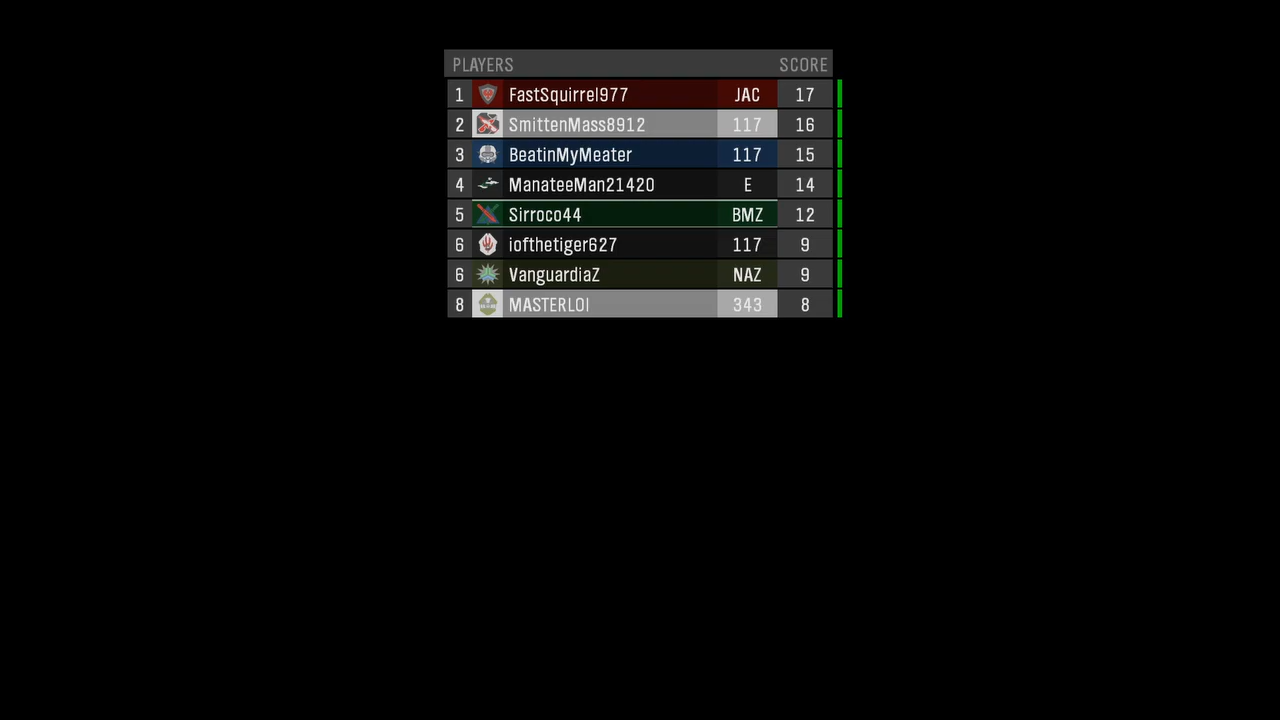 PLAYERS SCORE
1 FastSquirrel977 JAC 17
2 SmittenMass8912 117 16
3 BeatinMyMeater 117 15
4 ManateeMan21420 E 14
5 Sirroco44 BMZ 12
6 iofthetiger627 117 9
6 VanguardiaZ NAZ 9
8 MASTERLOI 343 8